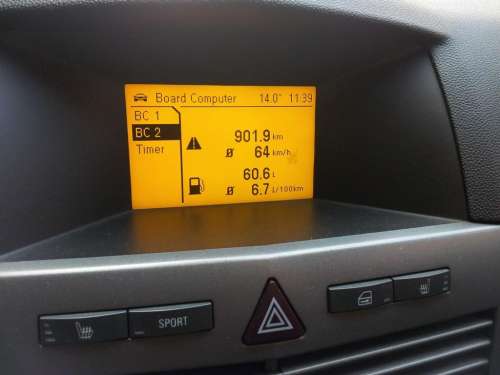 Board Computer 14.0° 11:39
BC 1
BC 2
Timer
901.9 km
Ø 64 km/h
60.6 L
Ø 6.7 L/100km
SPORT